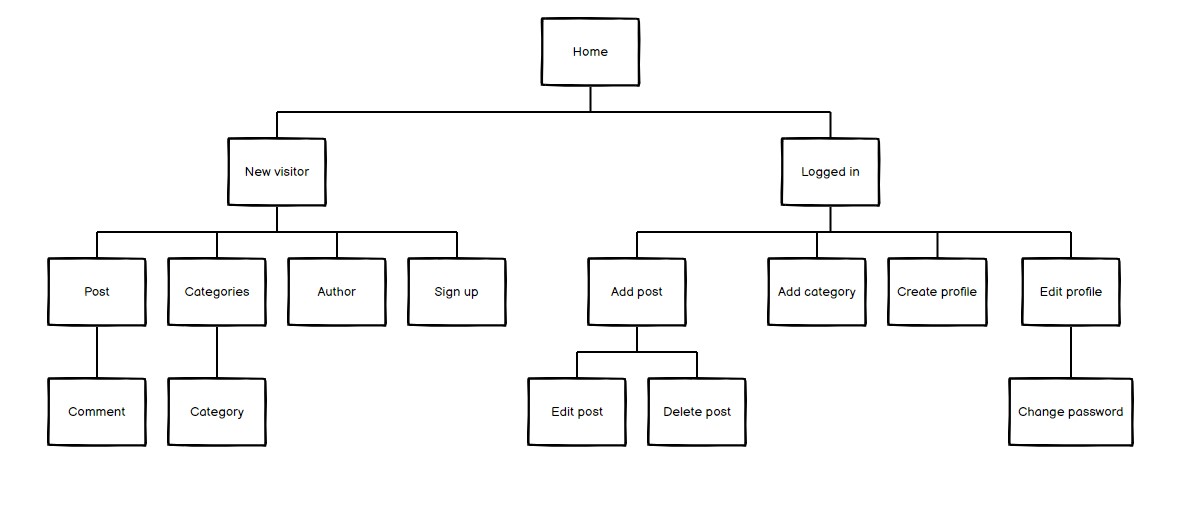 Home
New visitor
Logged in
Post
Categories
Author
Sign up
Add post
Add category
Create profile
Edit profile
Comment
Category
Edit post
Delete post
Change password